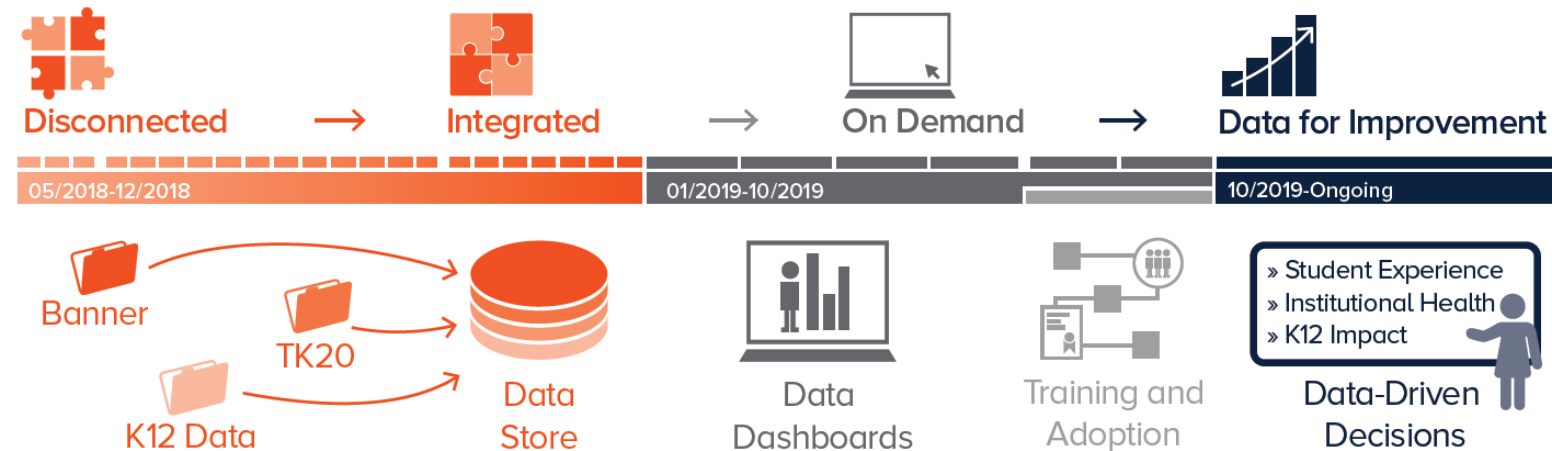 Disconnected
Integrated
On Demand
Data for Improvement
05/2018-12/2018
01/2019-10/2019
10/2019-Ongoing
Banner
TK20
K12 Data
Data
Store
Data
Dashboards
Training and
Adoption
» Student Experience
» Institutional Health
» K12 Impact
Data-Driven
Decisions